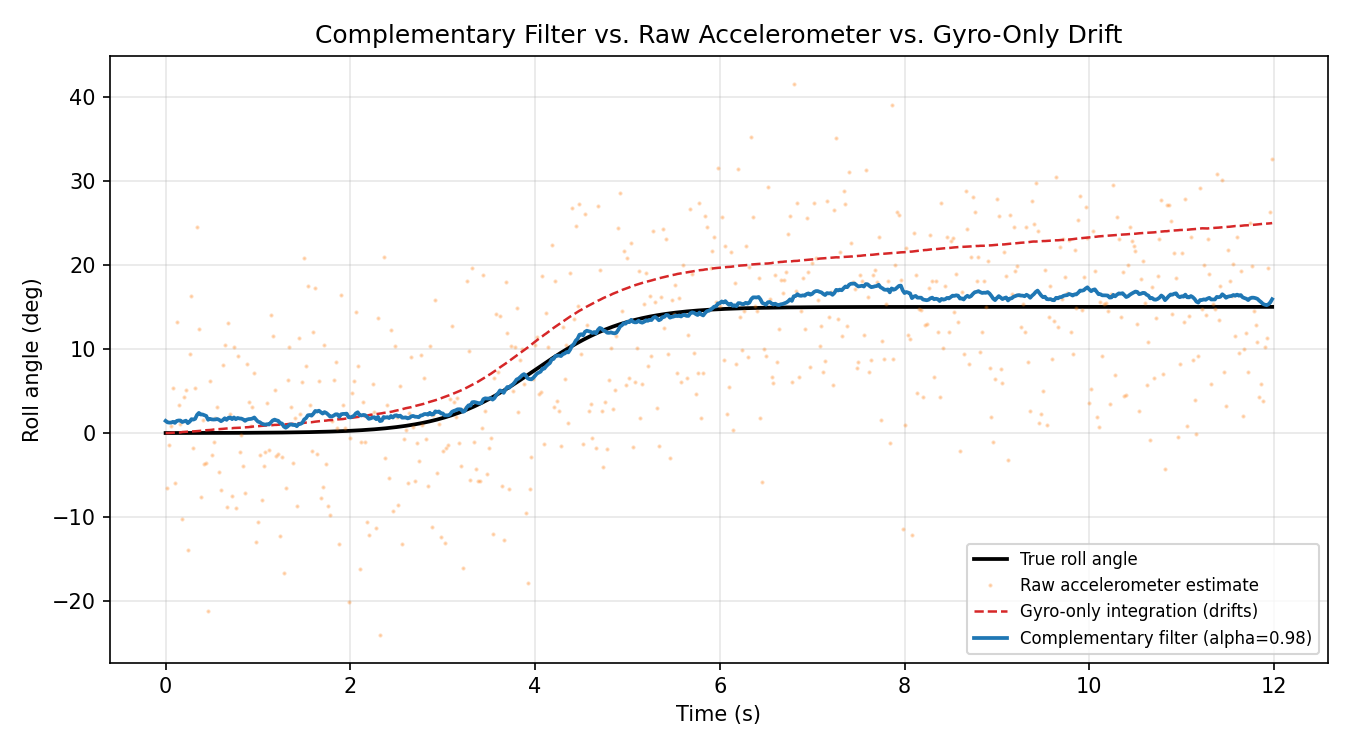 Complementary Filter vs. Raw Accelerometer vs. Gyro-Only Drift
Roll angle (deg)
40
30
20
10
0
−10
−20
0 2 4 6 8 10 12
Time (s)
True roll angle
Raw accelerometer estimate
Gyro-only integration (drifts)
Complementary filter (alpha=0.98)